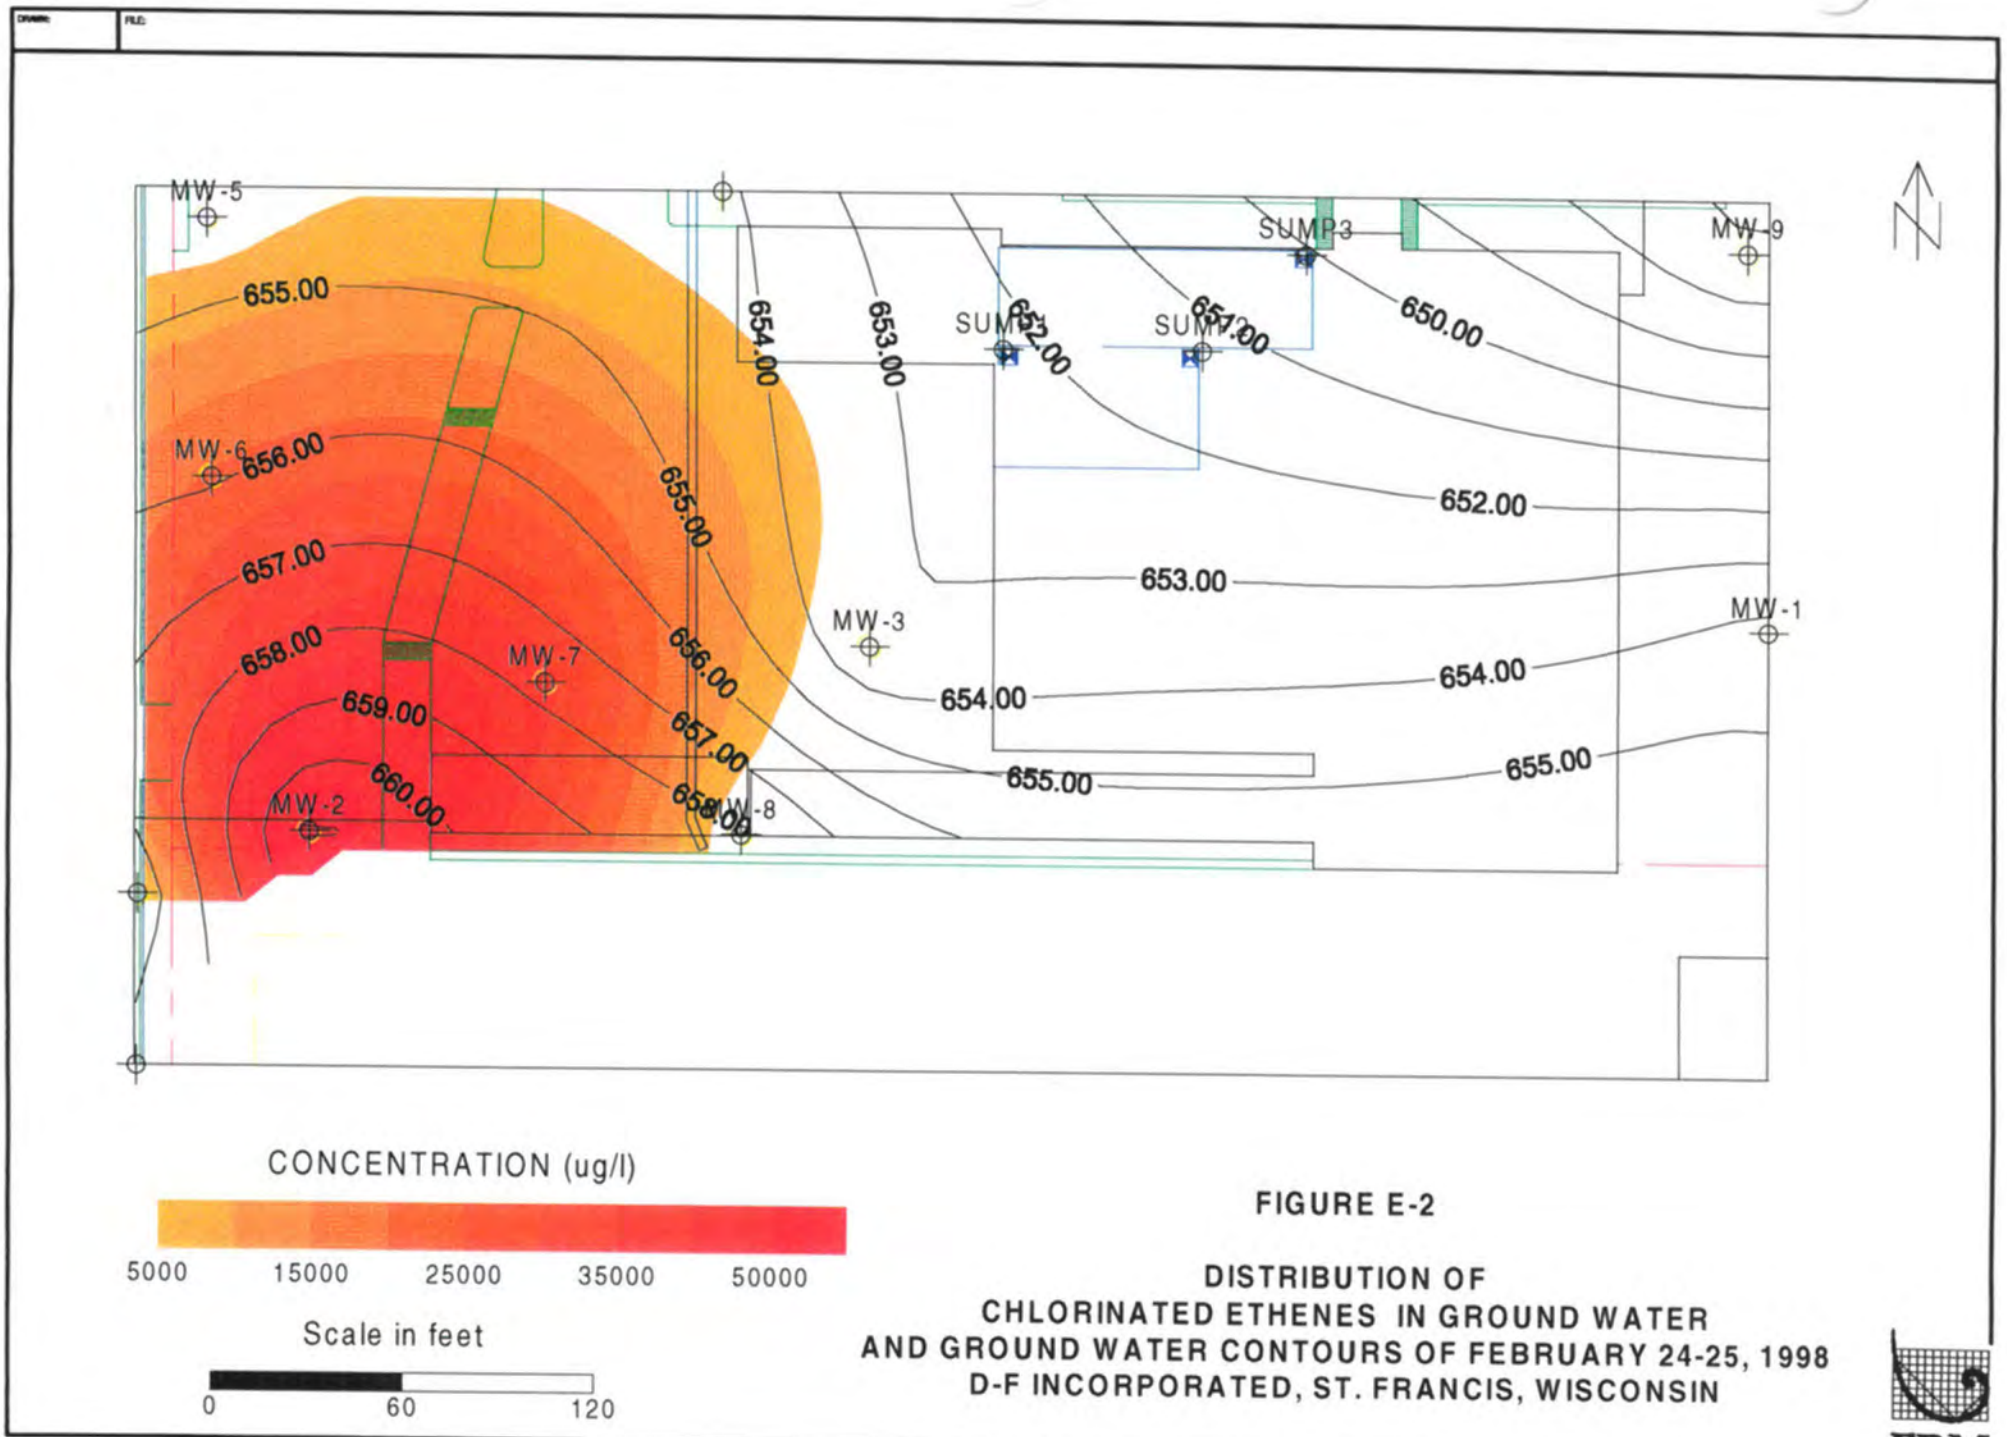 DRAWN:
FILE:
MW-5
SUMP3
MW-9
655.00
654.00
653.00
652.00
651.00
650.00
MW-6
656.00
655.00
652.00
657.00
653.00
MW-3
MW-1
658.00
MW-7
656.00
654.00
654.00
659.00
657.00
655.00
655.00
660.00
MW-2
658.00
MW-8
N
CONCENTRATION (ug/l)
5000 15000 25000 35000 50000
Scale in feet
0 60 120
FIGURE E-2
DISTRIBUTION OF
CHLORINATED ETHENES IN GROUND WATER
AND GROUND WATER CONTOURS OF FEBRUARY 24-25, 1998
D-F INCORPORATED, ST. FRANCIS, WISCONSIN